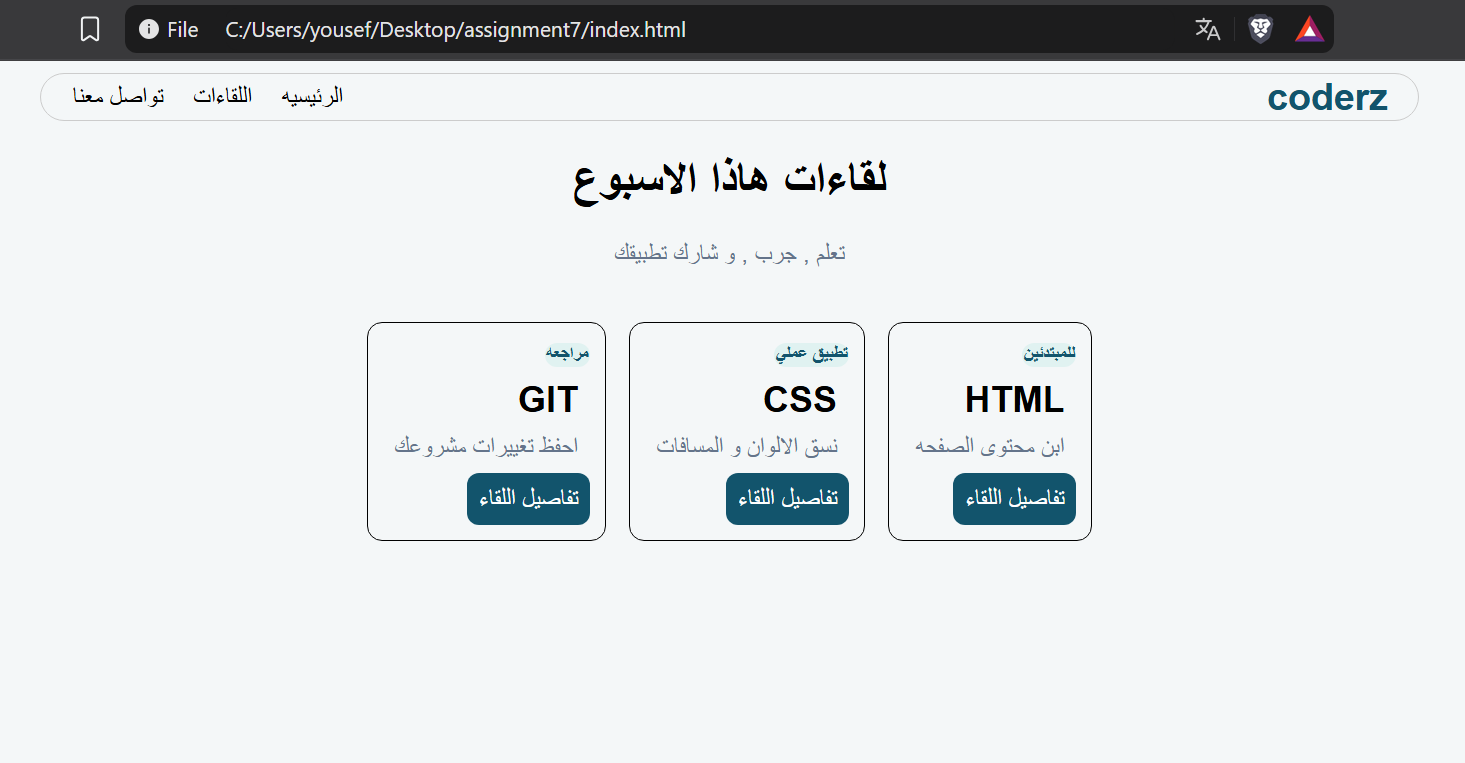 File C:/Users/yousef/Desktop/assignment7/index.html
coderz
الرئيسيه اللقاءات تواصل معنا
لقاءات هاذا الاسبوع
تعلم , جرب , و شارك تطبيقك
للمبتدئين
HTML
ابن محتوى الصفحه
تفاصيل اللقاء
تطبيق عملي
CSS
نسق الالوان و المسافات
تفاصيل اللقاء
مراجعه
GIT
احفظ تغييرات مشروعك
تفاصيل اللقاء